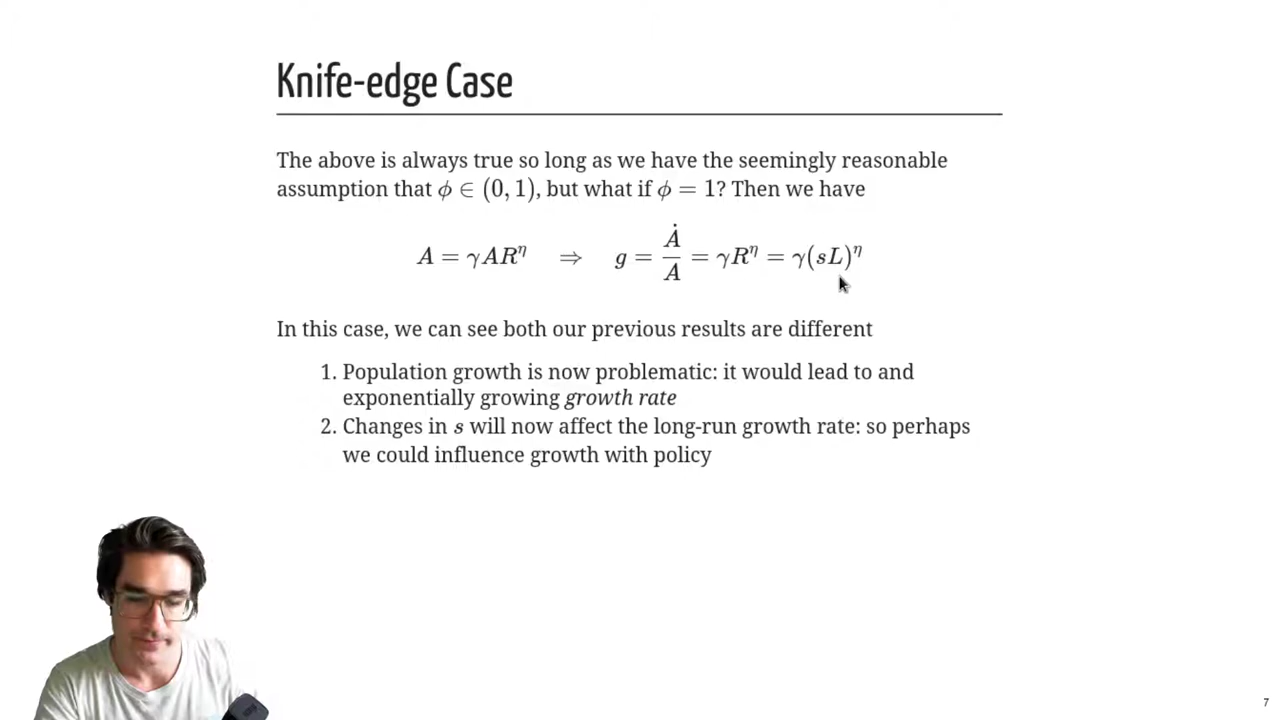 Knife-edge Case
The above is always true so long as we have the seemingly reasonable
assumption that ϕ ∈ (0, 1), but what if ϕ = 1? Then we have
A = γAR^η ⇒ g = Ȧ/A = γR^η = γ(sL)^η
In this case, we can see both our previous results are different
1. Population growth is now problematic: it would lead to and
exponentially growing growth rate
2. Changes in s will now affect the long-run growth rate: so perhaps
we could influence growth with policy
7